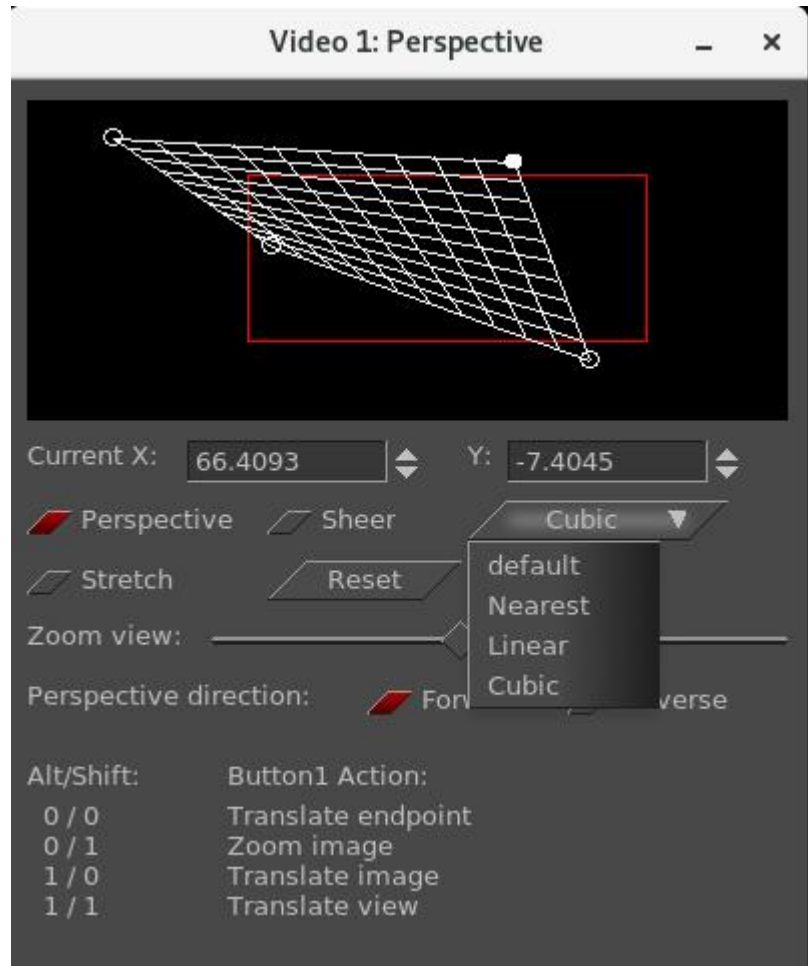 Video 1: Perspective
Current X: 66.4093 Y: -7.4045
Perspective Sheer Cubic
Stretch Reset default
Nearest
Zoom view: Linear
Cubic
Perspective direction:
Alt/Shift: Button1 Action:
0 / 0 Translate endpoint
0 / 1 Zoom image
1 / 0 Translate image
1 / 1 Translate view